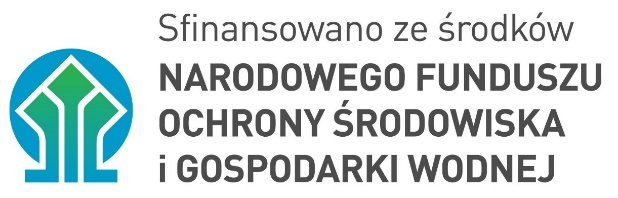 Sfinansowano ze środków
NARODOWEGO FUNDUSZU
OCHRONY ŚRODOWISKA
i GOSPODARKI WODNEJ